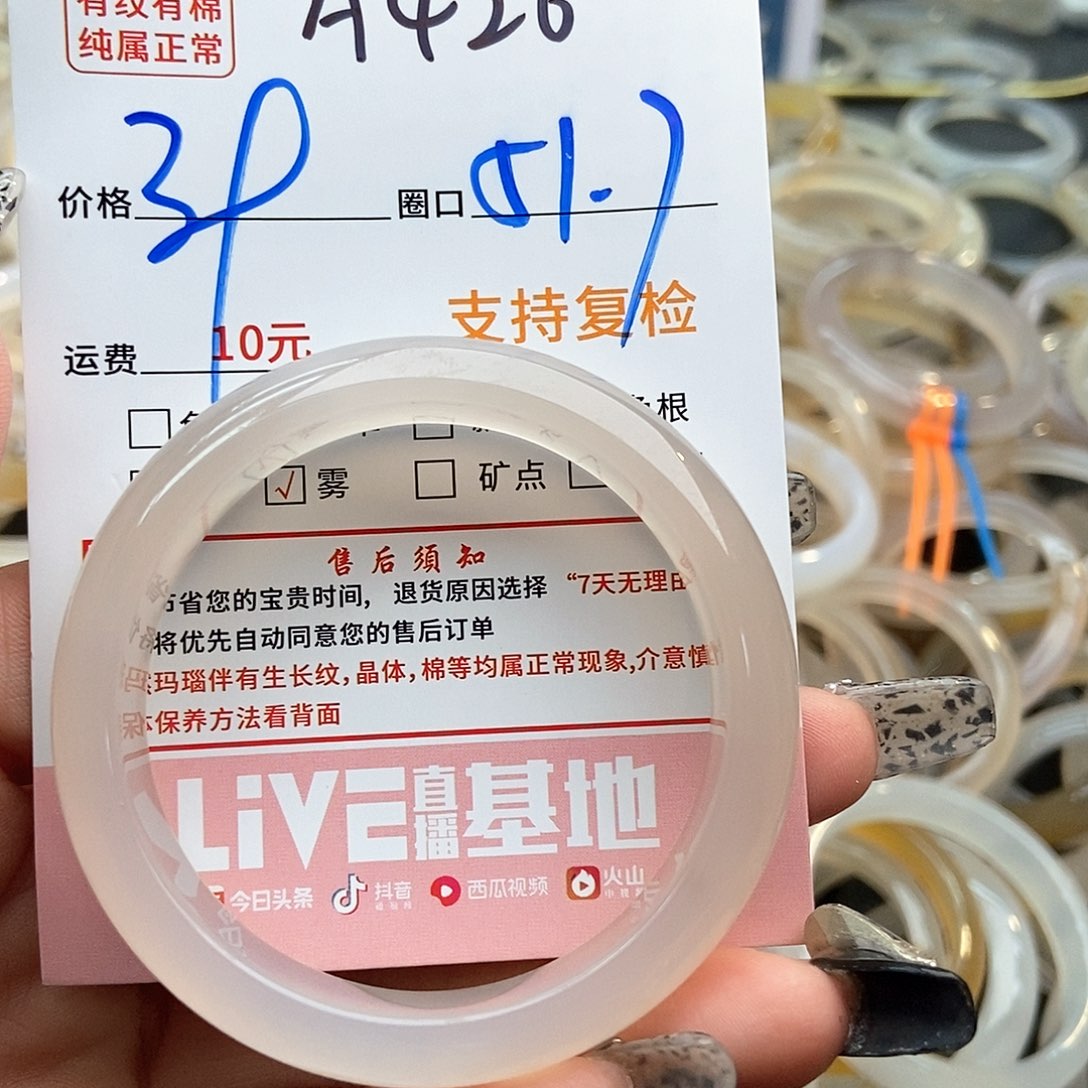 有纹有棉
纯属正常
A426
价格 39 圈口 51.7
支持复检
运费 10元
根
√ 雾 矿点
售后須知
节省您的宝贵时间, 退货原因选择 “7天无理由
将优先自动同意您的售后订单
玛瑙伴有生长纹,晶体,棉等均属正常现象,介意慎
保养方法看背面
LiVE 直播 基地
今日头条 抖音 西瓜视频 火山